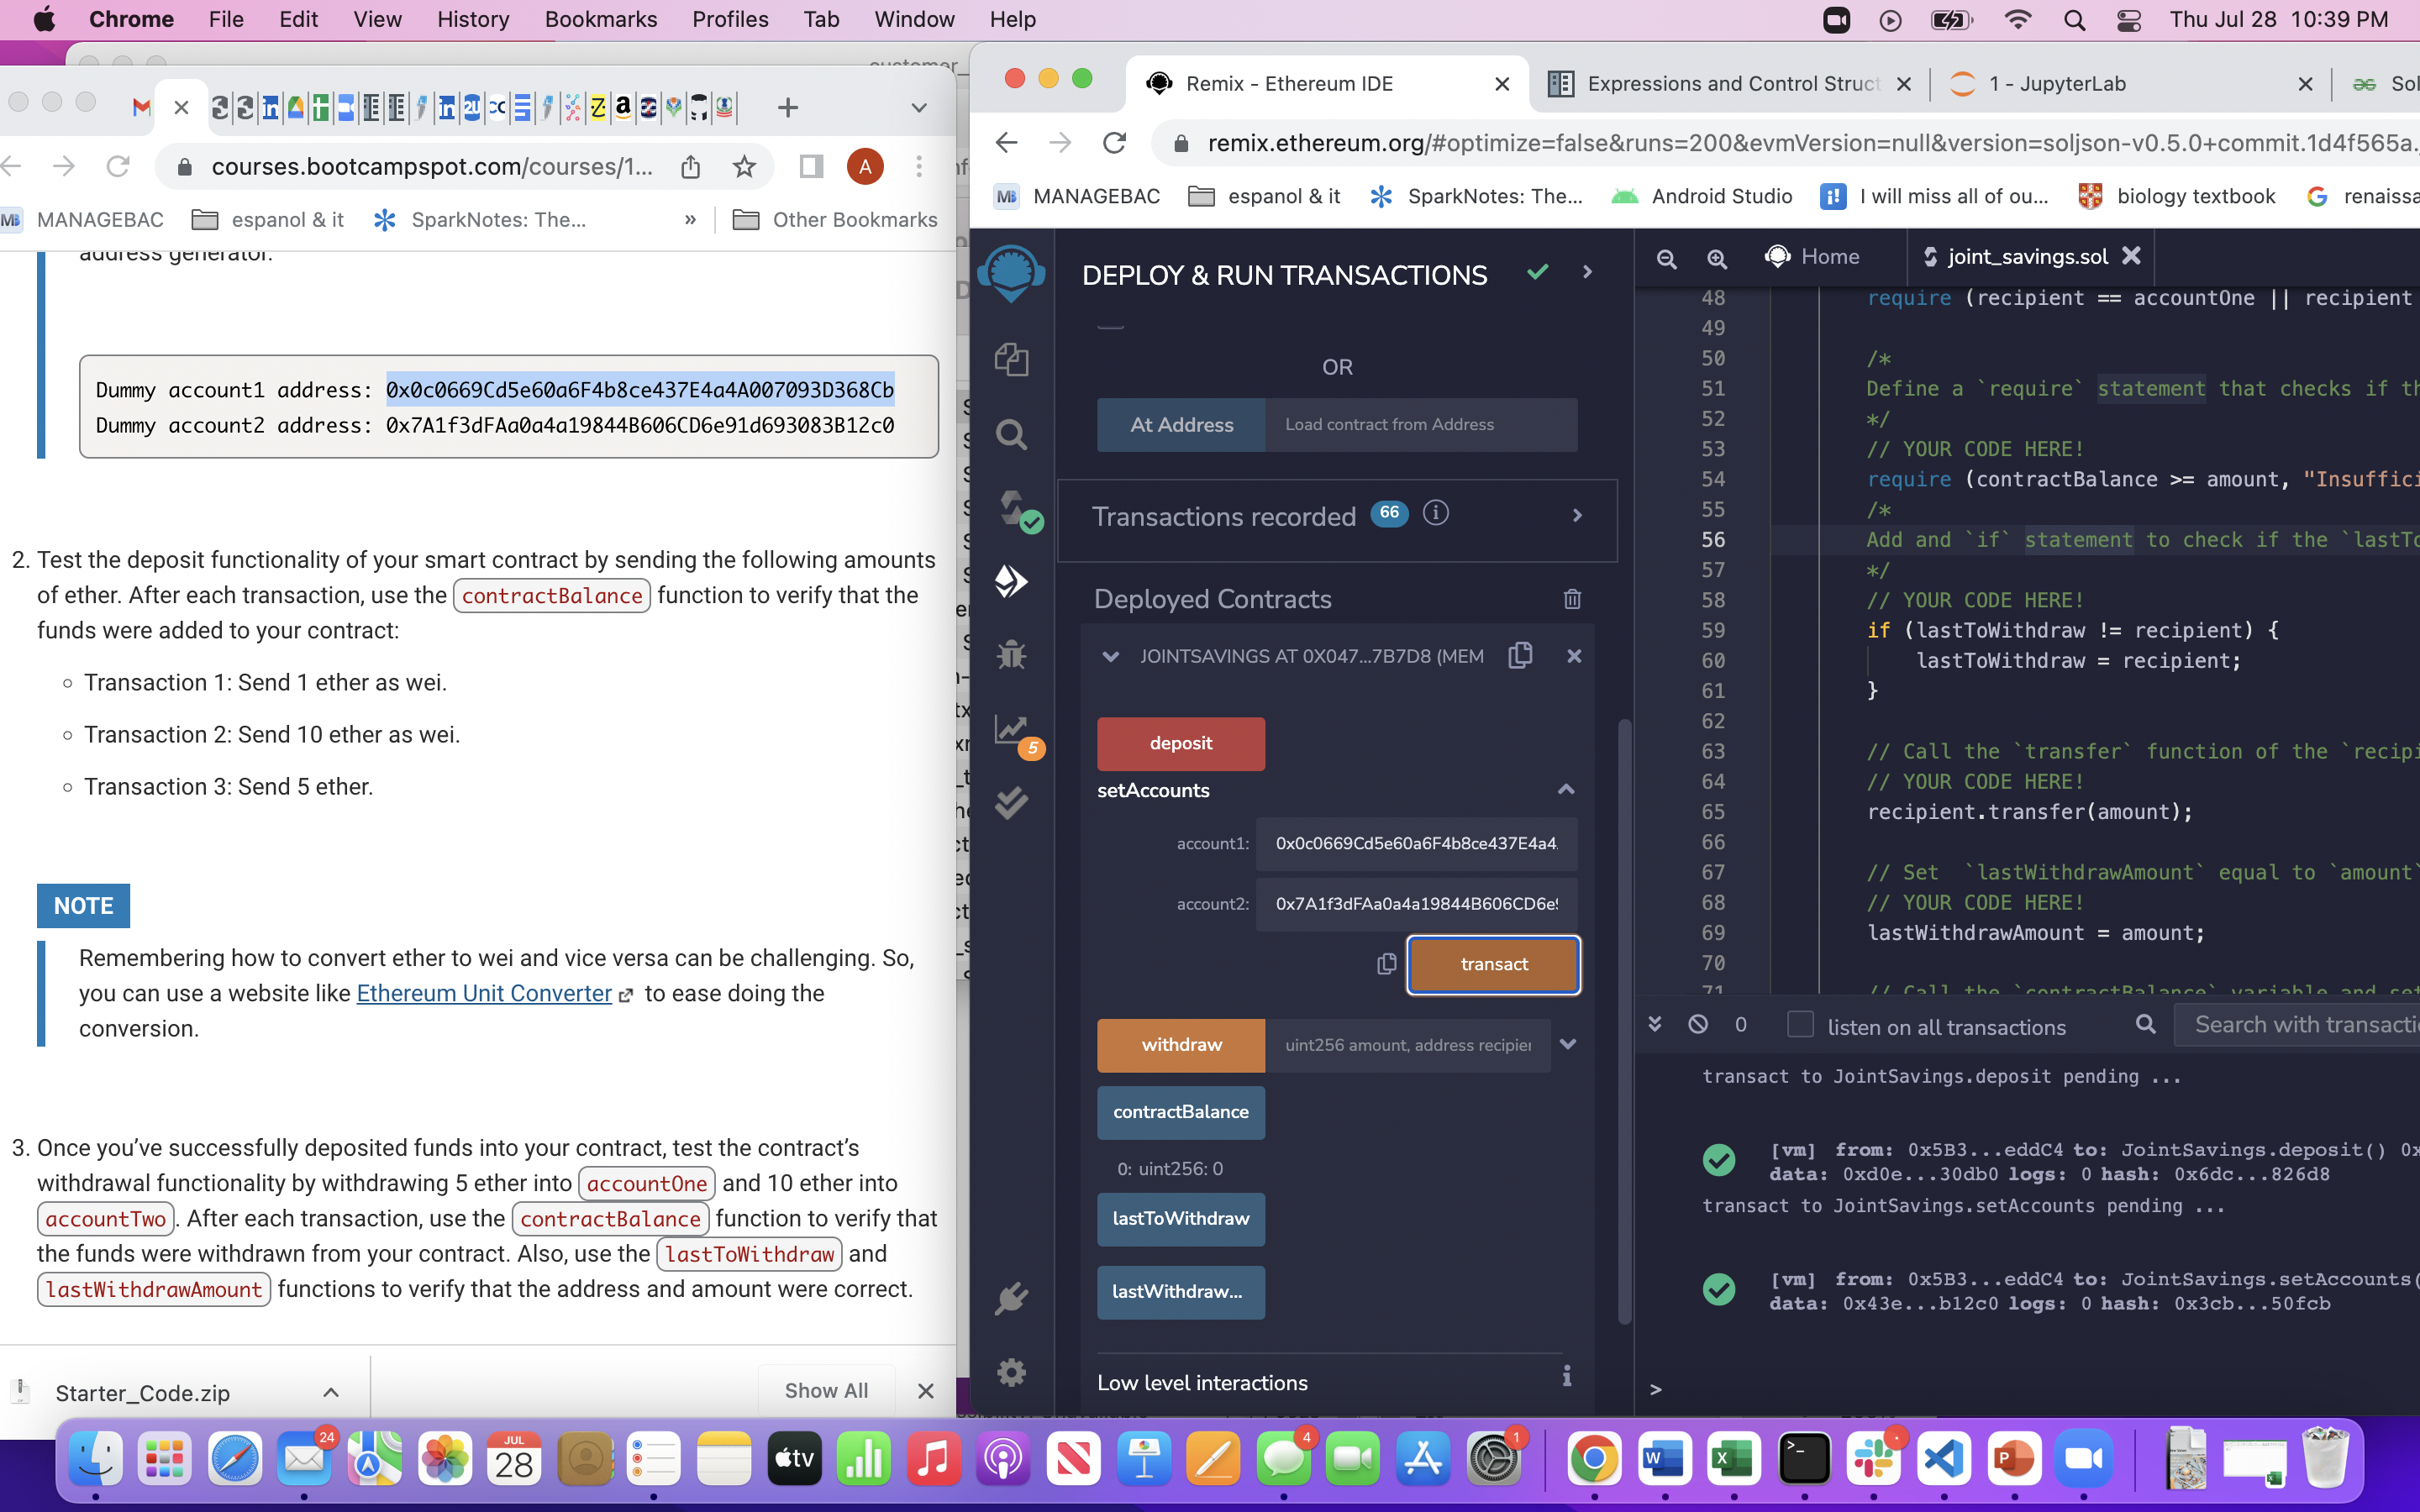 Chrome File Edit View History Bookmarks Profiles Tab Window Help Thu Jul 28 10:39 PM
courses.bootcampspot.com/courses/1...
A
MANAGEBAC espanol & it SparkNotes: The... » Other Bookmarks
address generator.
Dummy account1 address: 0x0c0669Cd5e60a6F4b8ce437E4a4A007093D368Cb
Dummy account2 address: 0x7A1f3dFAa0a4a19844B606CD6e91d693083B12c0
2. Test the deposit functionality of your smart contract by sending the following amounts
of ether. After each transaction, use the contractBalance function to verify that the
funds were added to your contract:
Transaction 1: Send 1 ether as wei.
Transaction 2: Send 10 ether as wei.
Transaction 3: Send 5 ether.
NOTE
Remembering how to convert ether to wei and vice versa can be challenging. So,
you can use a website like Ethereum Unit Converter to ease doing the
conversion.
3. Once you’ve successfully deposited funds into your contract, test the contract’s
withdrawal functionality by withdrawing 5 ether into accountOne and 10 ether into
accountTwo. After each transaction, use the contractBalance function to verify that
the funds were withdrawn from your contract. Also, use the lastToWithdraw and
lastWithdrawAmount functions to verify that the address and amount were correct.
Starter_Code.zip
Show All
Remix - Ethereum IDE
Expressions and Control Struct
1 - JupyterLab
Sol
remix.ethereum.org/#optimize=false&runs=200&evmVersion=null&version=soljson-v0.5.0+commit.1d4f565a.
MANAGEBAC espanol & it SparkNotes: The... Android Studio I will miss all of ou... biology textbook renaissa
DEPLOY & RUN TRANSACTIONS
OR
At Address
Load contract from Address
Transactions recorded 66
Deployed Contracts
JOINTSAVINGS AT 0X047...7B7D8 (MEM
deposit
setAccounts
account1: 0x0c0669Cd5e60a6F4b8ce437E4a4
account2: 0x7A1f3dFAa0a4a19844B606CD6e9
transact
withdraw
uint256 amount, address recipien
contractBalance
0: uint256: 0
lastToWithdraw
lastWithdraw...
Low level interactions
5
Home
joint_savings.sol
48 require (recipient == accountOne || recipient
49
50 /*
51 Define a `require` statement that checks if th
52 */
53 // YOUR CODE HERE!
54 require (contractBalance >= amount, "Insuffici
55 /*
56 Add and `if` statement to check if the `lastTo
57 */
58 // YOUR CODE HERE!
59 if (lastToWithdraw != recipient) {
60 lastToWithdraw = recipient;
61 }
62
63 // Call the `transfer` function of the `recipi
64 // YOUR CODE HERE!
65 recipient.transfer(amount);
66
67 // Set `lastWithdrawAmount` equal to `amount`
68 // YOUR CODE HERE!
69 lastWithdrawAmount = amount;
70
71 // Call the `contractBalance` variable and set
0
listen on all transactions
Search with transacti
transact to JointSavings.deposit pending ...
[vm] from: 0x5B3...eddC4 to: JointSavings.deposit() 0x
data: 0xd0e...30db0 logs: 0 hash: 0x6dc...826d8
transact to JointSavings.setAccounts pending ...
[vm] from: 0x5B3...eddC4 to: JointSavings.setAccounts(
data: 0x43e...b12c0 logs: 0 hash: 0x3cb...50fcb
>
24
JUL
28
tv
4
1